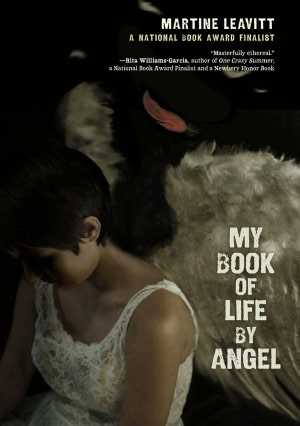 MARTINE LEAVITT
A NATIONAL BOOK AWARD FINALIST
"Masterfully ethereal."
—Rita Williams-Garcia, author of One Crazy Summer,
a National Book Award Finalist and a Newbery Honor Book
MY
BOOK
OF
LIFE
BY
ANGEL